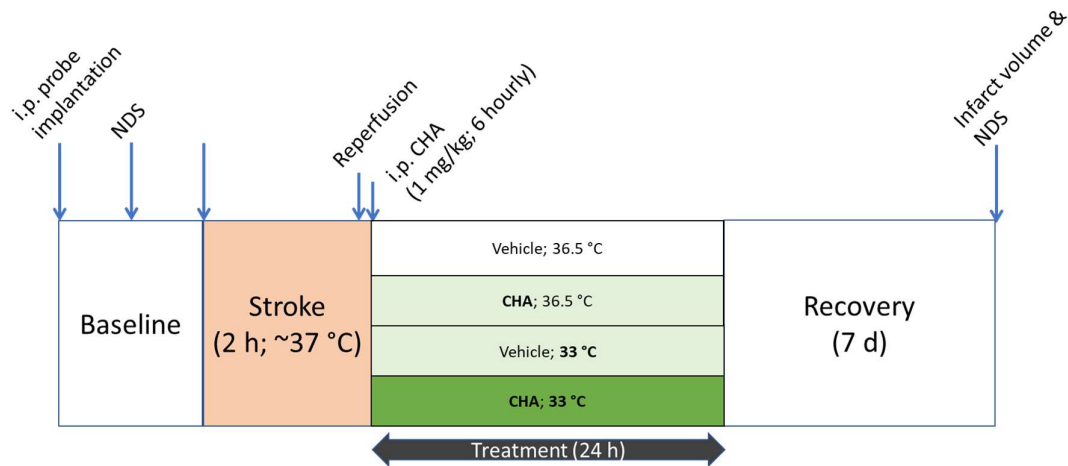 i.p. probe
implantation
NDS
Reperfusion
i.p. CHA
(1 mg/kg; 6 hourly)
Infarct volume &
NDS
Baseline
Stroke
(2 h; ~37 °C)
Vehicle; 36.5 °C
CHA; 36.5 °C
Vehicle; 33 °C
CHA; 33 °C
Recovery
(7 d)
Treatment (24 h)